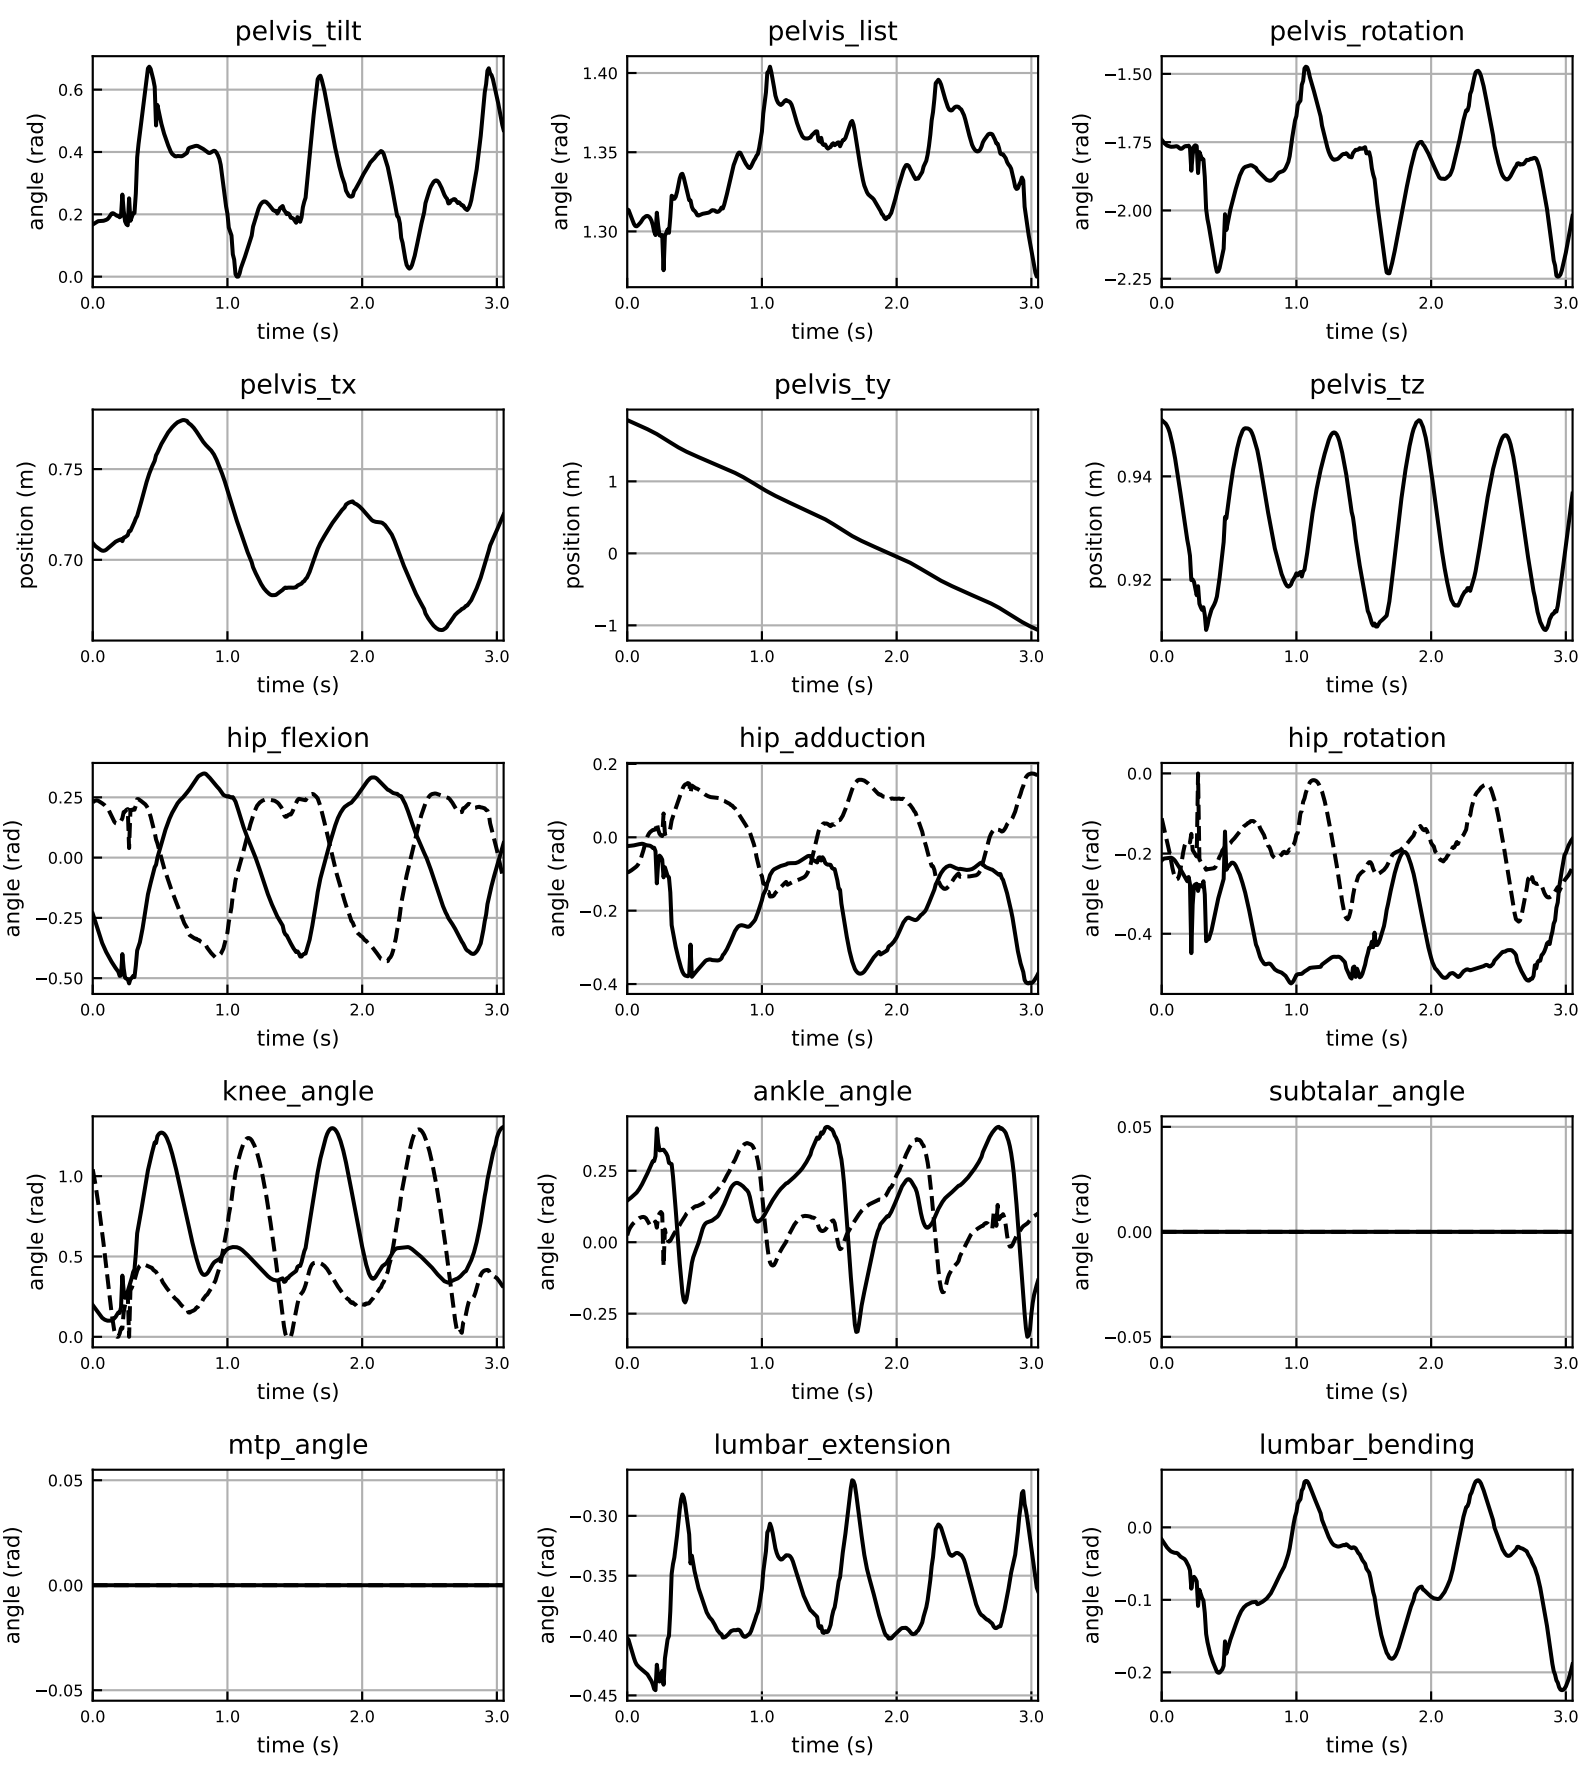 pelvis_tilt
angle (rad)
0.6
0.4
0.2
0.0
0.0 1.0 2.0 3.0
time (s)
pelvis_list
angle (rad)
1.40
1.35
1.30
0.0 1.0 2.0 3.0
time (s)
pelvis_rotation
angle (rad)
−1.50
−1.75
−2.00
−2.25
0.0 1.0 2.0 3.0
time (s)
pelvis_tx
position (m)
0.75
0.70
0.0 1.0 2.0 3.0
time (s)
pelvis_ty
position (m)
1
0
−1
0.0 1.0 2.0 3.0
time (s)
pelvis_tz
position (m)
0.94
0.92
0.0 1.0 2.0 3.0
time (s)
hip_flexion
angle (rad)
0.25
0.00
−0.25
−0.50
0.0 1.0 2.0 3.0
time (s)
hip_adduction
angle (rad)
0.2
0.0
−0.2
−0.4
0.0 1.0 2.0 3.0
time (s)
hip_rotation
angle (rad)
0.0
−0.2
−0.4
0.0 1.0 2.0 3.0
time (s)
knee_angle
angle (rad)
1.0
0.5
0.0
0.0 1.0 2.0 3.0
time (s)
ankle_angle
angle (rad)
0.25
0.00
−0.25
0.0 1.0 2.0 3.0
time (s)
subtalar_angle
angle (rad)
0.05
0.00
−0.05
0.0 1.0 2.0 3.0
time (s)
mtp_angle
angle (rad)
0.05
0.00
−0.05
0.0 1.0 2.0 3.0
time (s)
lumbar_extension
angle (rad)
−0.30
−0.35
−0.40
−0.45
0.0 1.0 2.0 3.0
time (s)
lumbar_bending
angle (rad)
0.0
−0.1
−0.2
0.0 1.0 2.0 3.0
time (s)